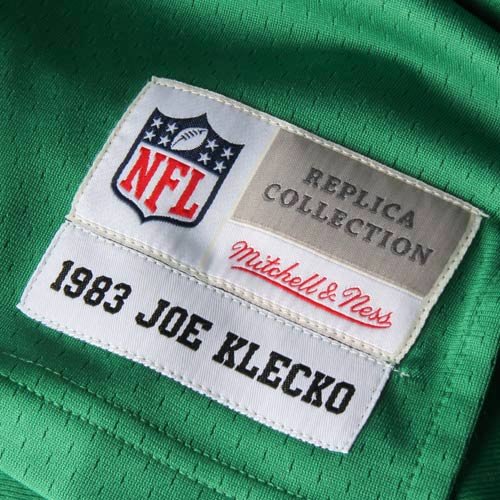 NFL
REPLICA
COLLECTION
Mitchell & Ness
1983 JOE KLECKO